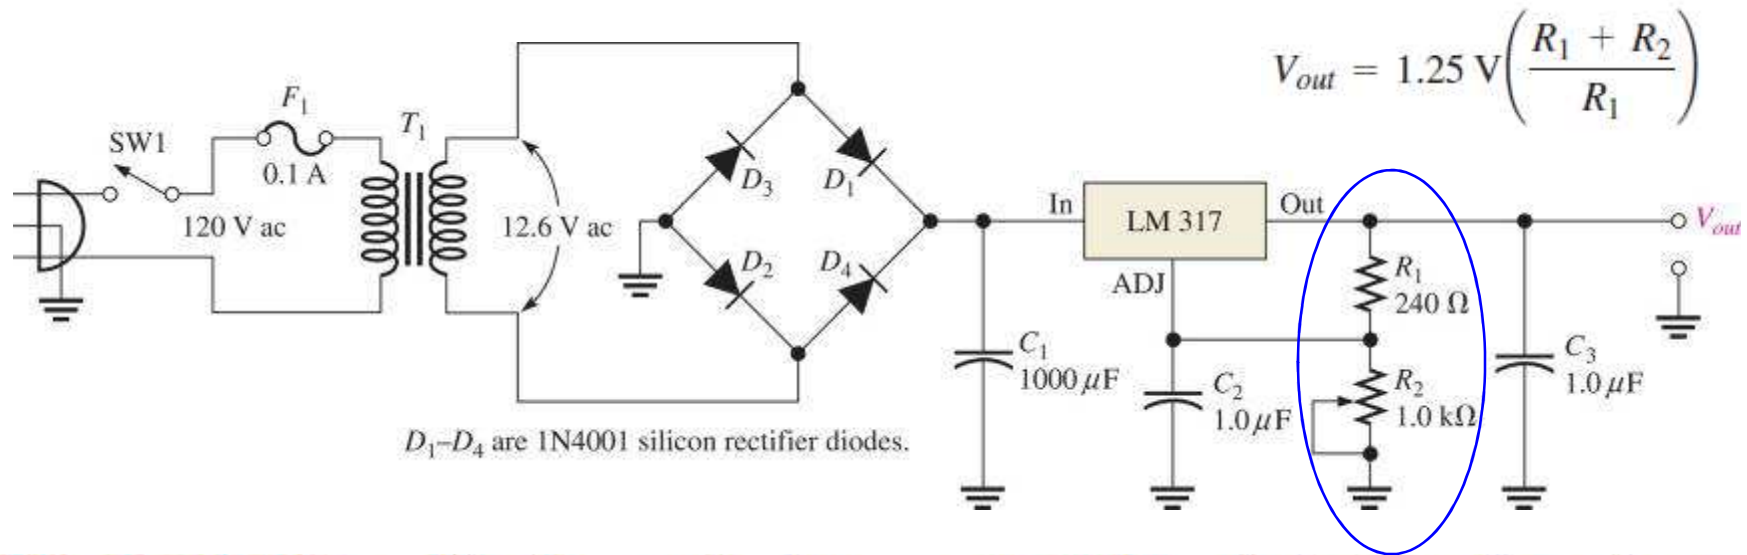 V_out = 1.25 V( (R_1 + R_2) / R_1 )
F_1
SW1
0.1 A
T_1
120 V ac
12.6 V ac
D_3
D_1
D_2
D_4
D_1–D_4 are 1N4001 silicon rectifier diodes.
In
LM 317
Out
ADJ
V_out
R_1
240 Ω
C_1
1000 μF
C_2
1.0 μF
R_2
1.0 kΩ
C_3
1.0 μF